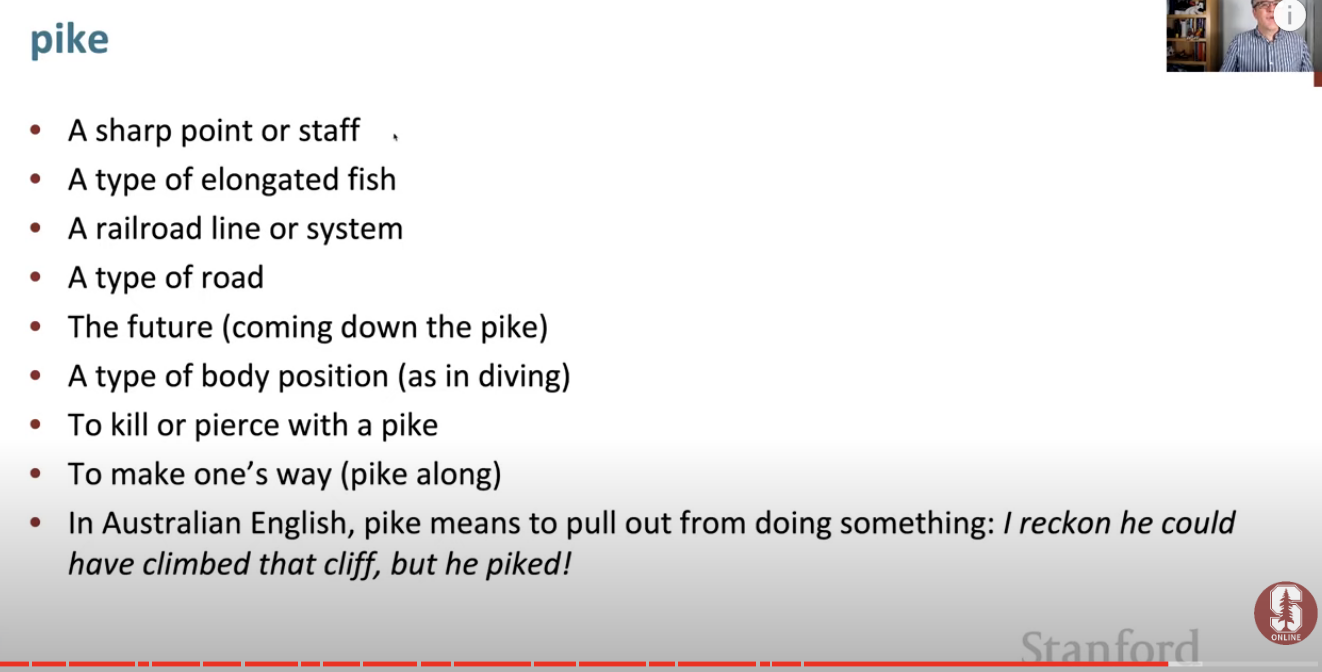 pike
• A sharp point or staff
• A type of elongated fish
• A railroad line or system
• A type of road
• The future (coming down the pike)
• A type of body position (as in diving)
• To kill or pierce with a pike
• To make one’s way (pike along)
• In Australian English, pike means to pull out from doing something: I reckon he could
have climbed that cliff, but he piked!
S
ONLINE
Stanford
i